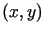 (x, y)